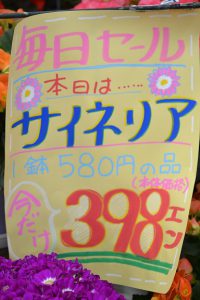 毎日セール
本日は……
サイネリア
1鉢 580円の品
(本体価格)
今だけ 398エン